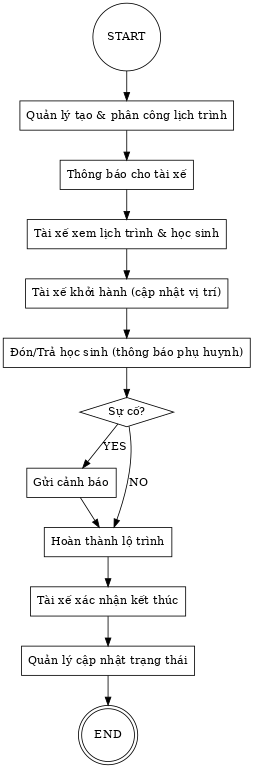 START
Quản lý tạo & phân công lịch trình
Thông báo cho tài xế
Tài xế xem lịch trình & học sinh
Tài xế khởi hành (cập nhật vị trí)
Đón/Trả học sinh (thông báo phụ huynh)
Sự cố?
YES
Gửi cảnh báo
NO
Hoàn thành lộ trình
Tài xế xác nhận kết thúc
Quản lý cập nhật trạng thái
END